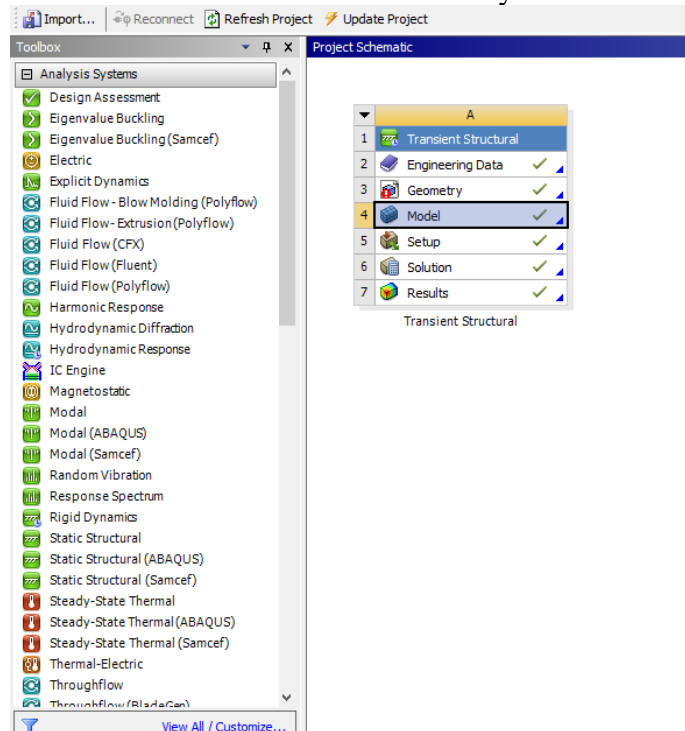 Import... Reconnect Refresh Project Update Project
Toolbox
Project Schematic
Analysis Systems
Design Assessment
Eigenvalue Buckling
Eigenvalue Buckling (Samcef)
Electric
Explicit Dynamics
Fluid Flow - Blow Molding (Polyflow)
Fluid Flow - Extrusion (Polyflow)
Fluid Flow (CFX)
Fluid Flow (Fluent)
Fluid Flow (Polyflow)
Harmonic Response
Hydrodynamic Diffraction
Hydrodynamic Response
IC Engine
Magnetostatic
Modal
Modal (ABAQUS)
Modal (Samcef)
Random Vibration
Response Spectrum
Rigid Dynamics
Static Structural
Static Structural (ABAQUS)
Static Structural (Samcef)
Steady-State Thermal
Steady-State Thermal (ABAQUS)
Steady-State Thermal (Samcef)
Thermal-Electric
Throughflow
Throughflow (BladeGen)
View All / Customize...
A
1 Transient Structural
2 Engineering Data
3 Geometry
4 Model
5 Setup
6 Solution
7 Results
Transient Structural